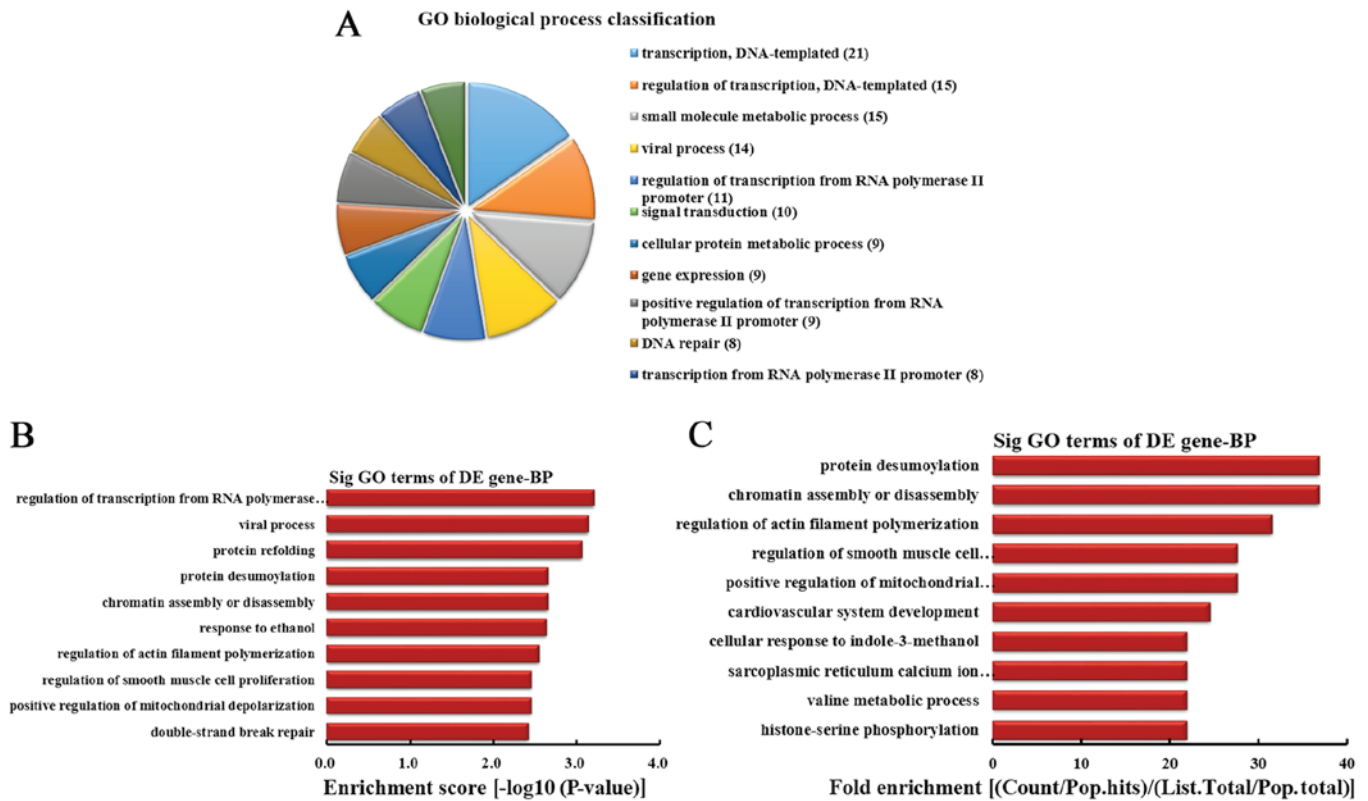 A
GO biological process classification
transcription, DNA-templated (21)
regulation of transcription, DNA-templated (15)
small molecule metabolic process (15)
viral process (14)
regulation of transcription from RNA polymerase II
promoter (11)
signal transduction (10)
cellular protein metabolic process (9)
gene expression (9)
positive regulation of transcription from RNA
polymerase II promoter (9)
DNA repair (8)
transcription from RNA polymerase II promoter (8)
B
Sig GO terms of DE gene-BP
regulation of transcription from RNA polymerase...
viral process
protein refolding
protein desumoylation
chromatin assembly or disassembly
response to ethanol
regulation of actin filament polymerization
regulation of smooth muscle cell proliferation
positive regulation of mitochondrial depolarization
double-strand break repair
0.0 1.0 2.0 3.0 4.0
Enrichment score [-log10 (P-value)]
C
Sig GO terms of DE gene-BP
protein desumoylation
chromatin assembly or disassembly
regulation of actin filament polymerization
regulation of smooth muscle cell...
positive regulation of mitochondrial...
cardiovascular system development
cellular response to indole-3-methanol
sarcoplasmic reticulum calcium ion...
valine metabolic process
histone-serine phosphorylation
0 10 20 30 40
Fold enrichment [(Count/Pop.hits)/(List.Total/Pop.total)]